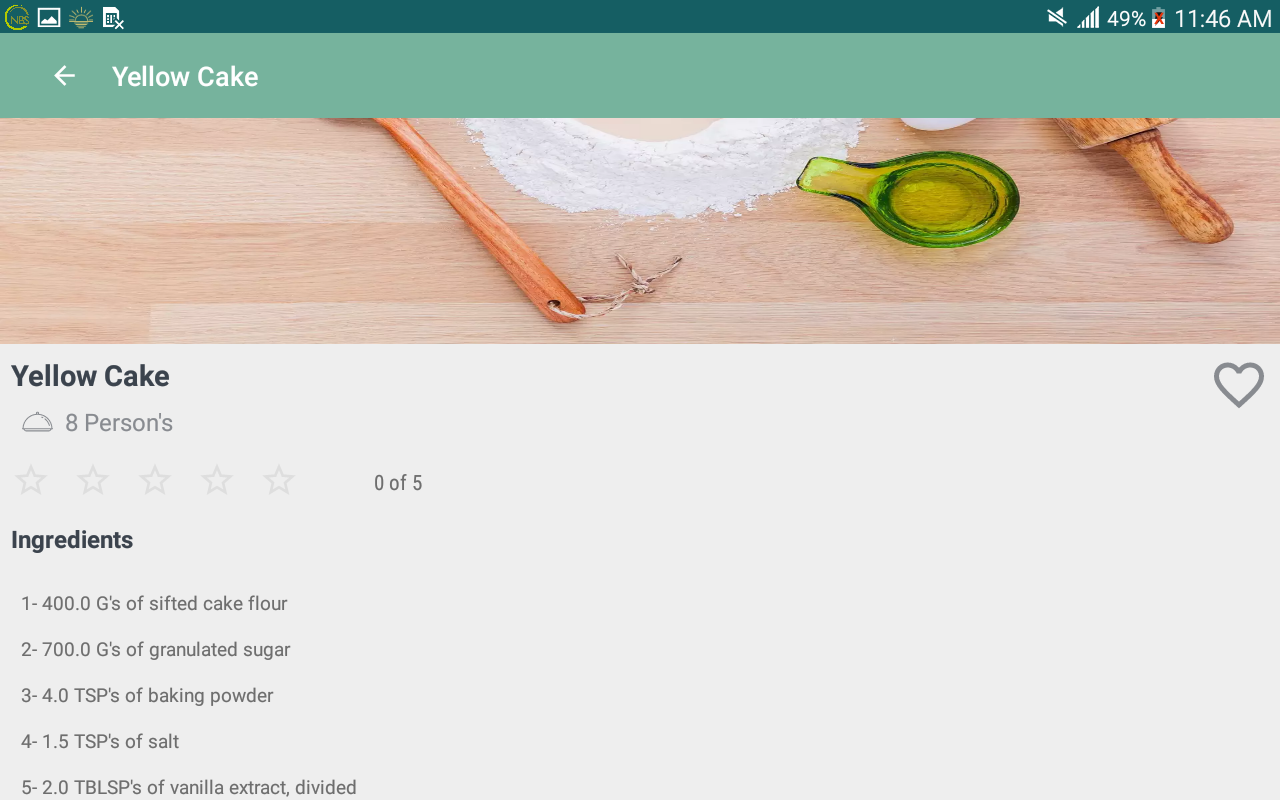 NBS
49%
11:46 AM
Yellow Cake
Yellow Cake
8 Person's
0 of 5
Ingredients
1- 400.0 G's of sifted cake flour
2- 700.0 G's of granulated sugar
3- 4.0 TSP's of baking powder
4- 1.5 TSP's of salt
5- 2.0 TBLSP's of vanilla extract, divided